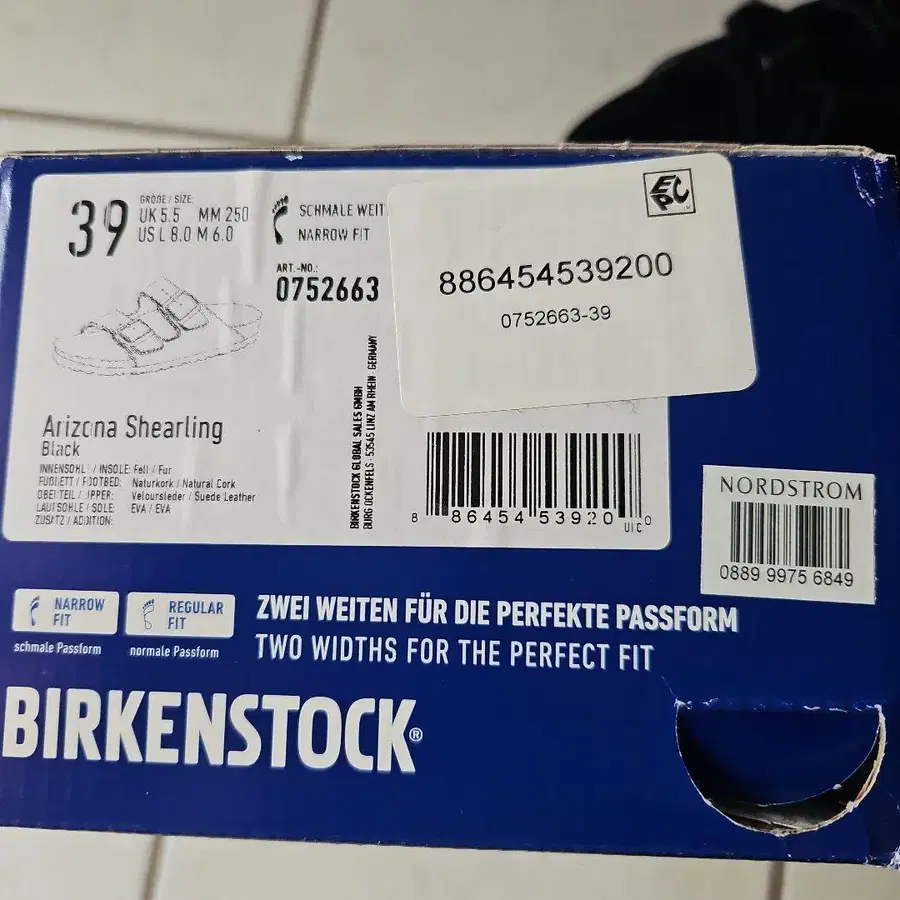 39
GRÖßE / SIZE:
UK 5.5 MM 250
US L 8.0 M 6.0
SCHMALE WEIT
NARROW FIT
ART.-NO.:
0752663
EPC
886454539200
0752663-39
Arizona Shearling
Black
INNENSOHL / INSOLE: Fell / Fur
FUßBETT / FOOTBED: Naturkork / Natural Cork
OBERTEIL / UPPER: Veloursleder / Suede Leather
LAUFSOHLE / SOLE: EVA / EVA
ZUSATZ / ADDITION:
BIRKENSTOCK GLOBAL SALES GMBH
BURG OCKENFELS · 53545 LINZ AM RHEIN · GERMANY
8 86454 53920 0
UICO
NORDSTROM
0889 9975 6849
NARROW FIT
schmale Passform
REGULAR FIT
normale Passform
ZWEI WEITEN FÜR DIE PERFEKTE PASSFORM
TWO WIDTHS FOR THE PERFECT FIT
BIRKENSTOCK®